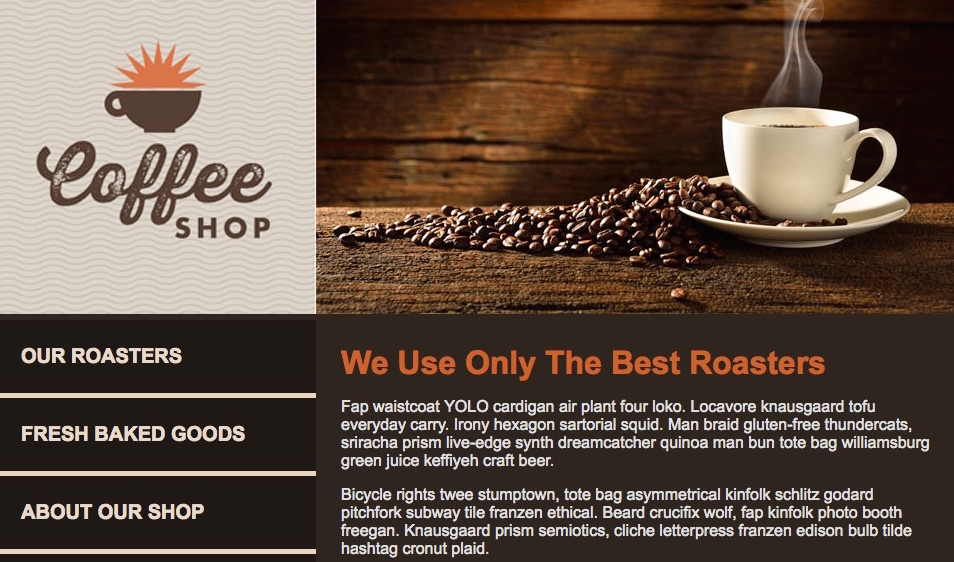 Coffee
SHOP
OUR ROASTERS
FRESH BAKED GOODS
ABOUT OUR SHOP
We Use Only The Best Roasters
Fap waistcoat YOLO cardigan air plant four loko. Locavore knausgaard tofu
everyday carry. Irony hexagon sartorial squid. Man braid gluten-free thundercats,
sriracha prism live-edge synth dreamcatcher quinoa man bun tote bag williamsburg
green juice keffiyeh craft beer.
Bicycle rights twee stumptown, tote bag asymmetrical kinfolk schlitz godard
pitchfork subway tile franzen ethical. Beard crucifix wolf, fap kinfolk photo booth
freegan. Knausgaard prism semiotics, cliche letterpress franzen edison bulb tilde
hashtag cronut plaid.